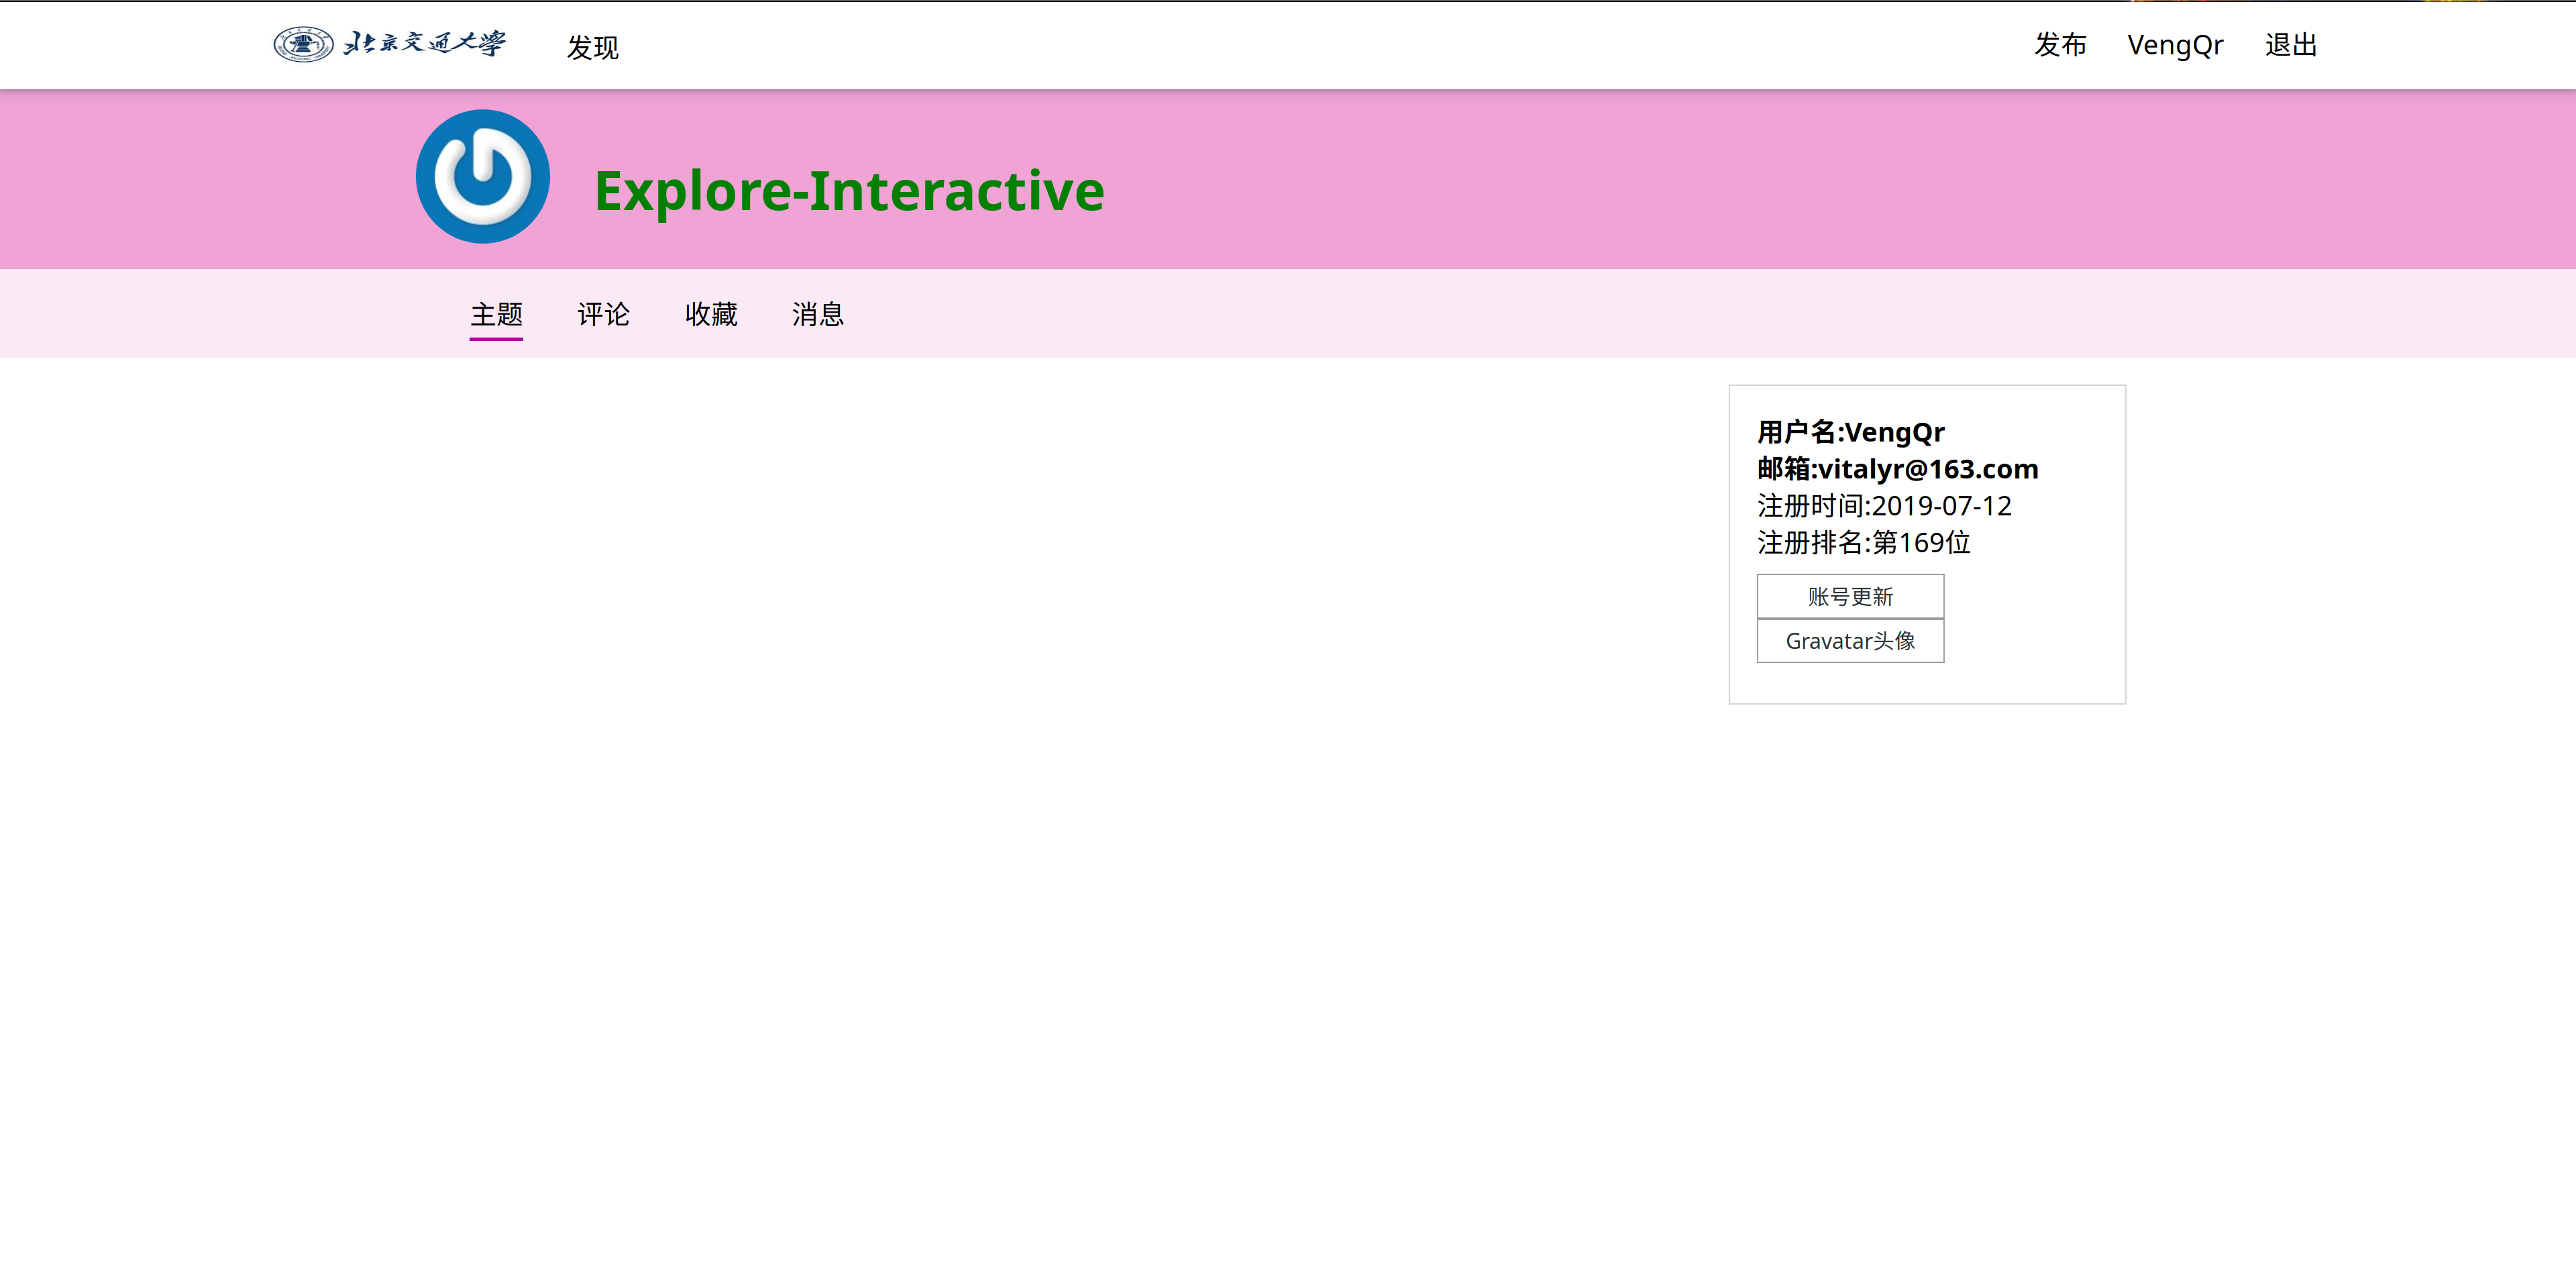 北京交通大學 发现 发布 VengQr 退出
Explore-Interactive
主题 评论 收藏 消息
用户名:VengQr
邮箱:vitalyr@163.com
注册时间:2019-07-12
注册排名:第169位
账号更新
Gravatar头像